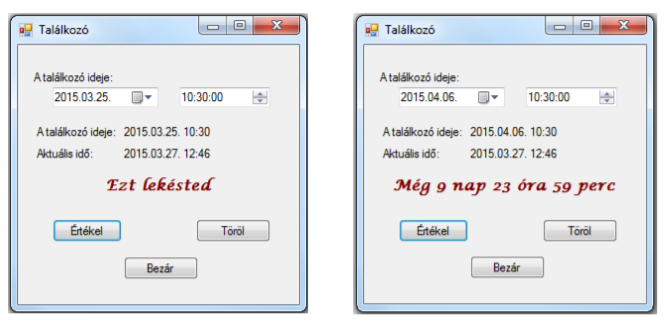 Találkozó
A találkozó ideje:
2015.03.25. 10:30:00
A találkozó ideje: 2015.03.25. 10:30
Aktuális idő: 2015.03.27. 12:46
Ezt lekésted
Értékel Töröl
Bezár
Találkozó
A találkozó ideje:
2015.04.06. 10:30:00
A találkozó ideje: 2015.04.06. 10:30
Aktuális idő: 2015.03.27. 12:46
Még 9 nap 23 óra 59 perc
Értékel Töröl
Bezár